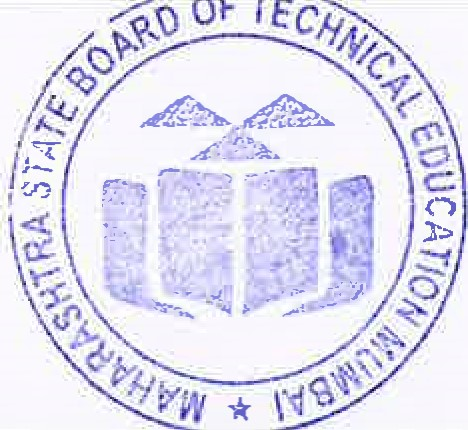 MAHARASHTRA STATE BOARD OF TECHNICAL EDUCATION MUMBAI